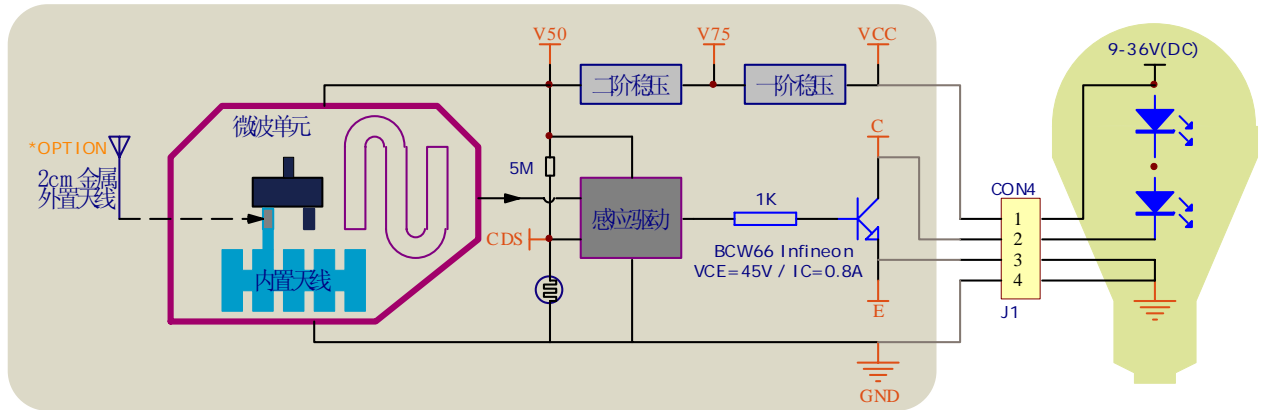 V50
V75
VCC
9-36V(DC)
二阶稳压
一阶稳压
微波单元
*OPTION
2cm 金属
外置天线
5M
C
CON4
感应驱动
1K
1
2
3
4
CDS
BCW66 Infineon
VCE=45V / IC=0.8A
内置天线
E
J1
GND